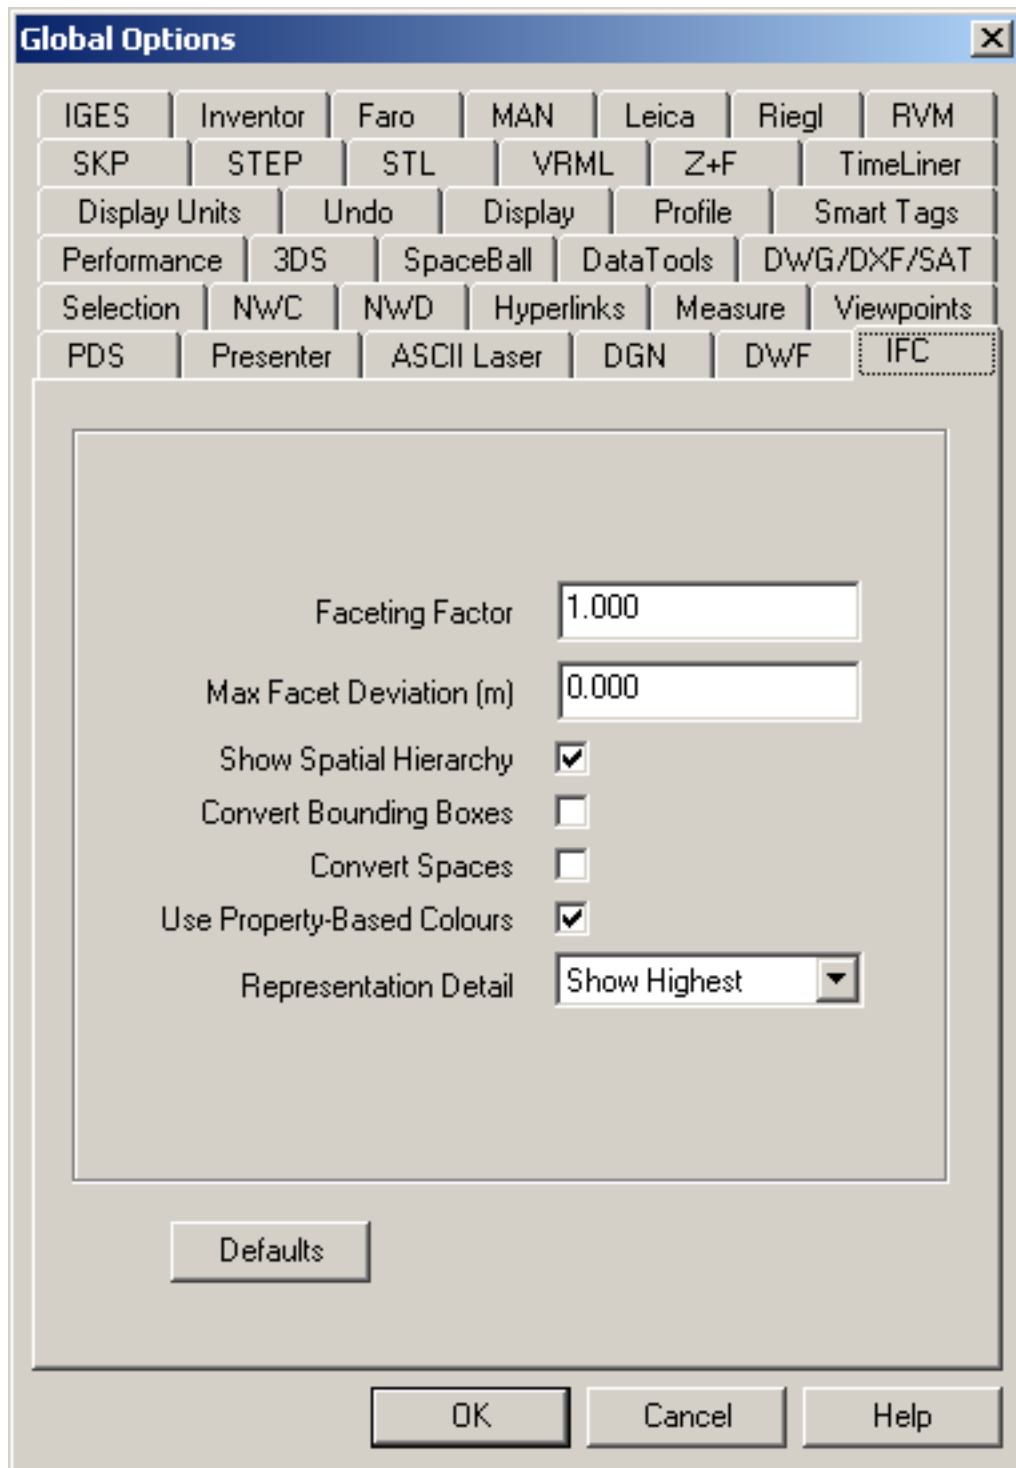 Global Options
IGES Inventor Faro MAN Leica Riegl RVM
SKP STEP STL VRML Z+F TimeLiner
Display Units Undo Display Profile Smart Tags
Performance 3DS SpaceBall DataTools DWG/DXF/SAT
Selection NWC NWD Hyperlinks Measure Viewpoints
PDS Presenter ASCII Laser DGN DWF IFC
Faceting Factor 1.000
Max Facet Deviation (m) 0.000
Show Spatial Hierarchy
Convert Bounding Boxes
Convert Spaces
Use Property-Based Colours
Representation Detail Show Highest
Defaults
OK Cancel Help